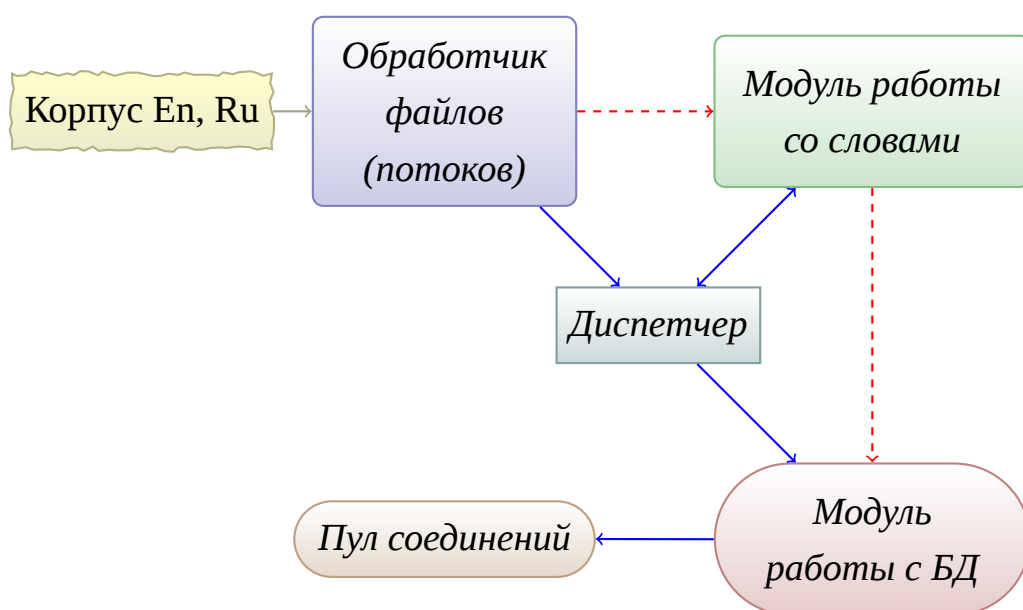 Корпус En, Ru
Обработчик
файлов
(потоков)
Модуль работы
со словами
Диспетчер
Пул соединений
Модуль
работы с БД